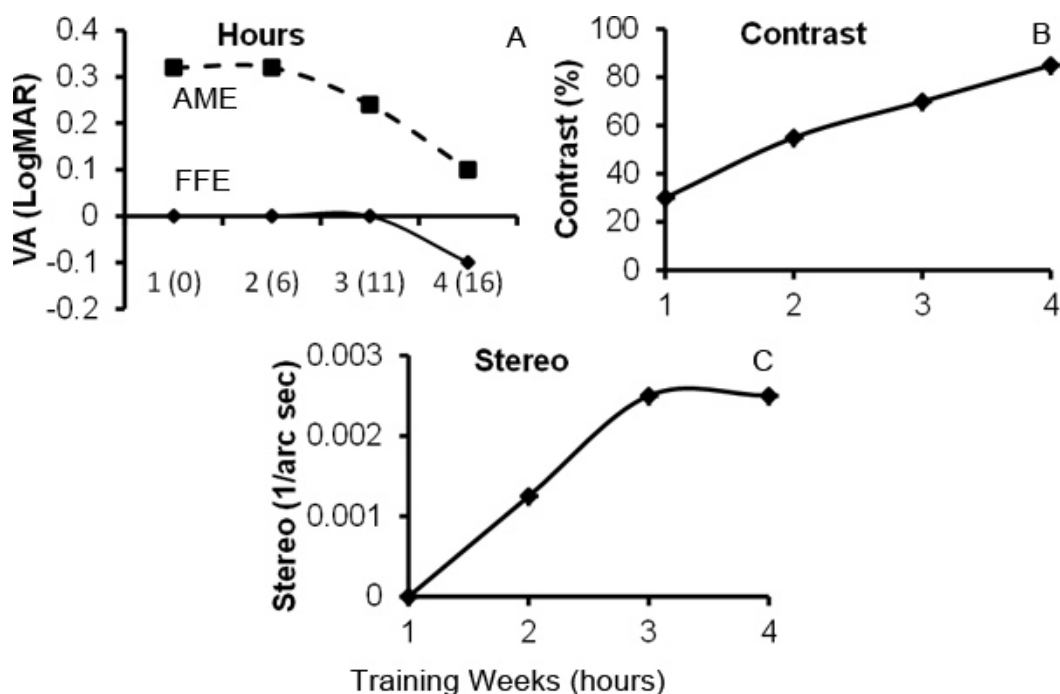 Hours
A
VA (LogMAR)
0.4
0.3
0.2
0.1
0
-0.1
-0.2
AME
FFE
1 (0) 2 (6) 3 (11) 4 (16)
Contrast
B
Contrast (%)
100
80
60
40
20
0
1 2 3 4
Stereo
C
Stereo (1/arc sec)
0.003
0.002
0.001
0
1 2 3 4
Training Weeks (hours)